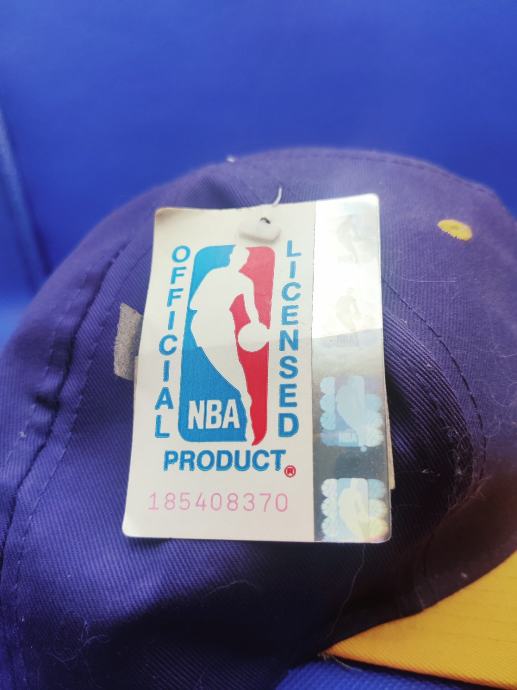 OFFICIAL
LICENSED
NBA
PRODUCT®
185408370